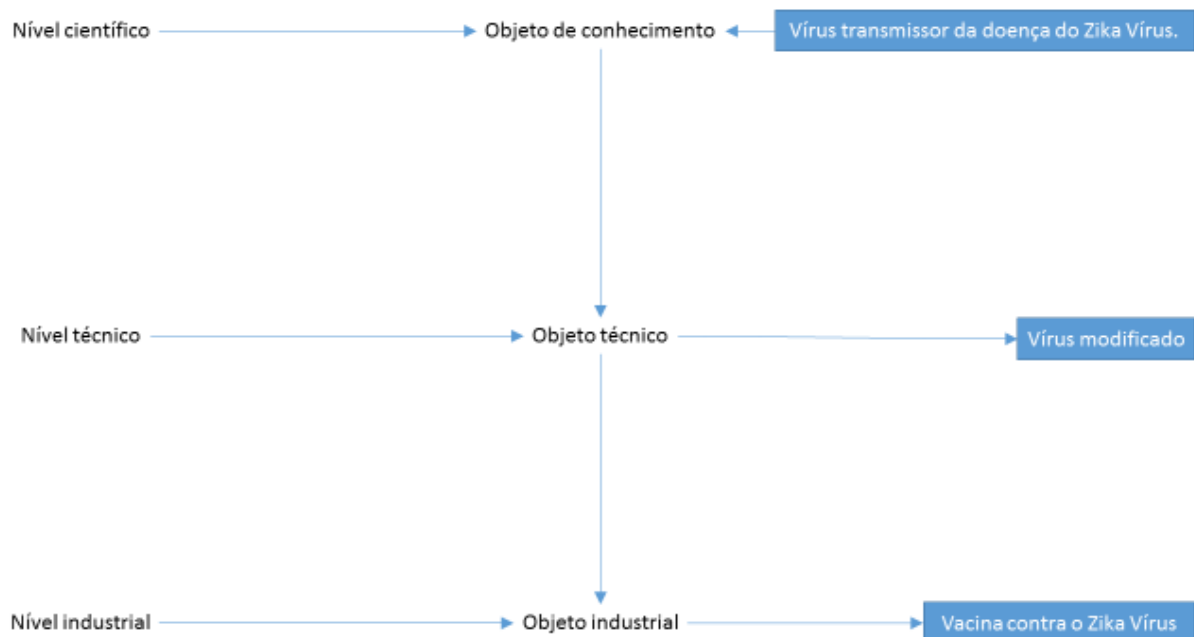 Nível científico
Objeto de conhecimento
Vírus transmissor da doença do Zika Vírus.
Nível técnico
Objeto técnico
Vírus modificado
Nível industrial
Objeto industrial
Vacina contra o Zika Vírus